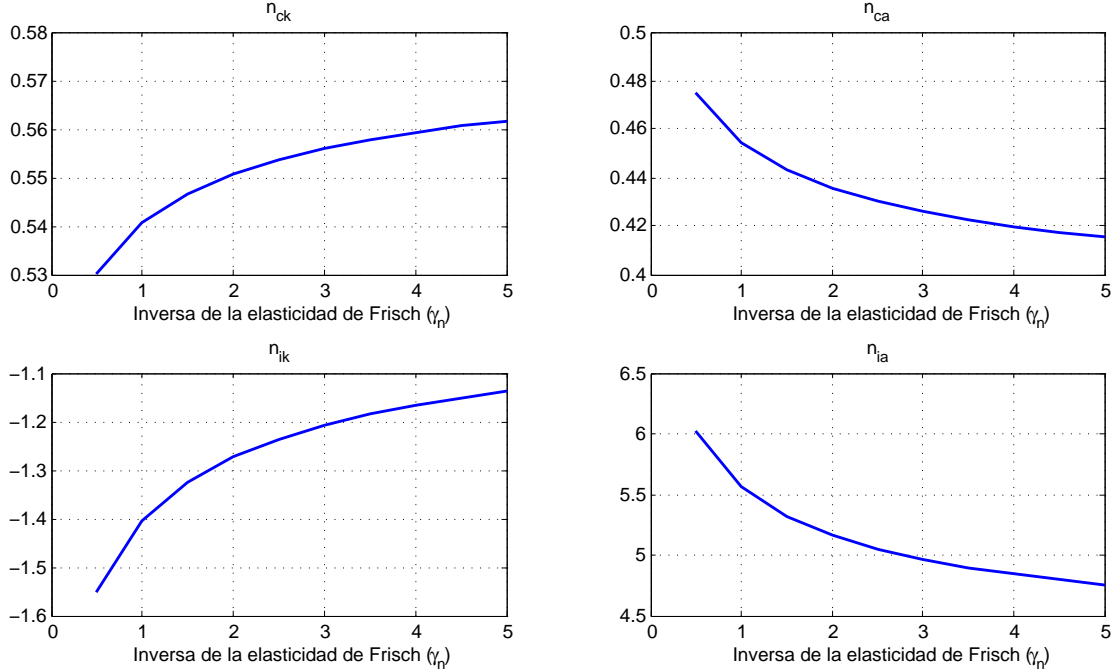 n_ck
0.58
0.57
0.56
0.55
0.54
0.53
0 1 2 3 4 5
Inversa de la elasticidad de Frisch (γ_n)
n_ca
0.5
0.48
0.46
0.44
0.42
0.4
0 1 2 3 4 5
Inversa de la elasticidad de Frisch (γ_n)
n_ik
−1.1
−1.2
−1.3
−1.4
−1.5
−1.6
0 1 2 3 4 5
Inversa de la elasticidad de Frisch (γ_n)
n_ia
6.5
6
5.5
5
4.5
0 1 2 3 4 5
Inversa de la elasticidad de Frisch (γ_n)